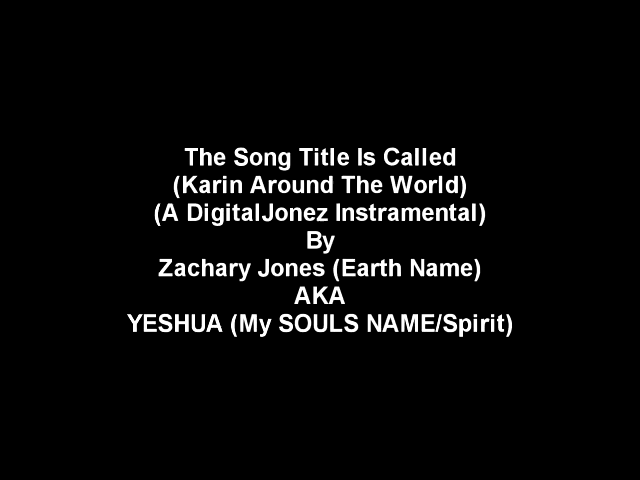 The Song Title Is Called
(Karin Around The World)
(A DigitalJonez Instramental)
By
Zachary Jones (Earth Name)
AKA
YESHUA (My SOULS NAME/Spirit)